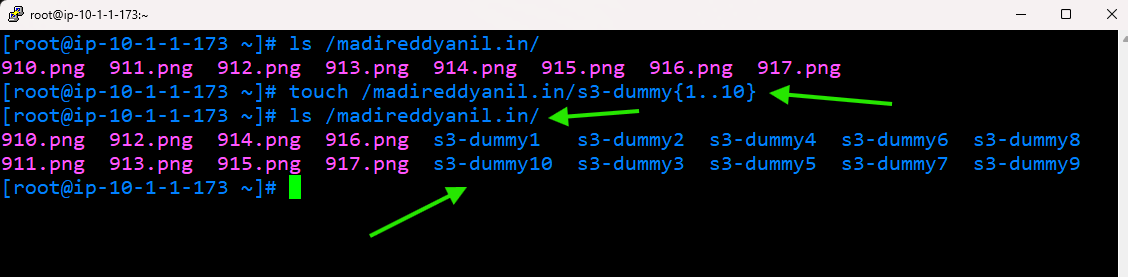 root@ip-10-1-1-173:~
[root@ip-10-1-1-173 ~]# ls /madireddyanil.in/
910.png  911.png  912.png  913.png  914.png  915.png  916.png  917.png
[root@ip-10-1-1-173 ~]# touch /madireddyanil.in/s3-dummy{1..10}
[root@ip-10-1-1-173 ~]# ls /madireddyanil.in/
910.png  912.png  914.png  916.png  s3-dummy1   s3-dummy2  s3-dummy4  s3-dummy6  s3-dummy8
911.png  913.png  915.png  917.png  s3-dummy10  s3-dummy3  s3-dummy5  s3-dummy7  s3-dummy9
[root@ip-10-1-1-173 ~]#